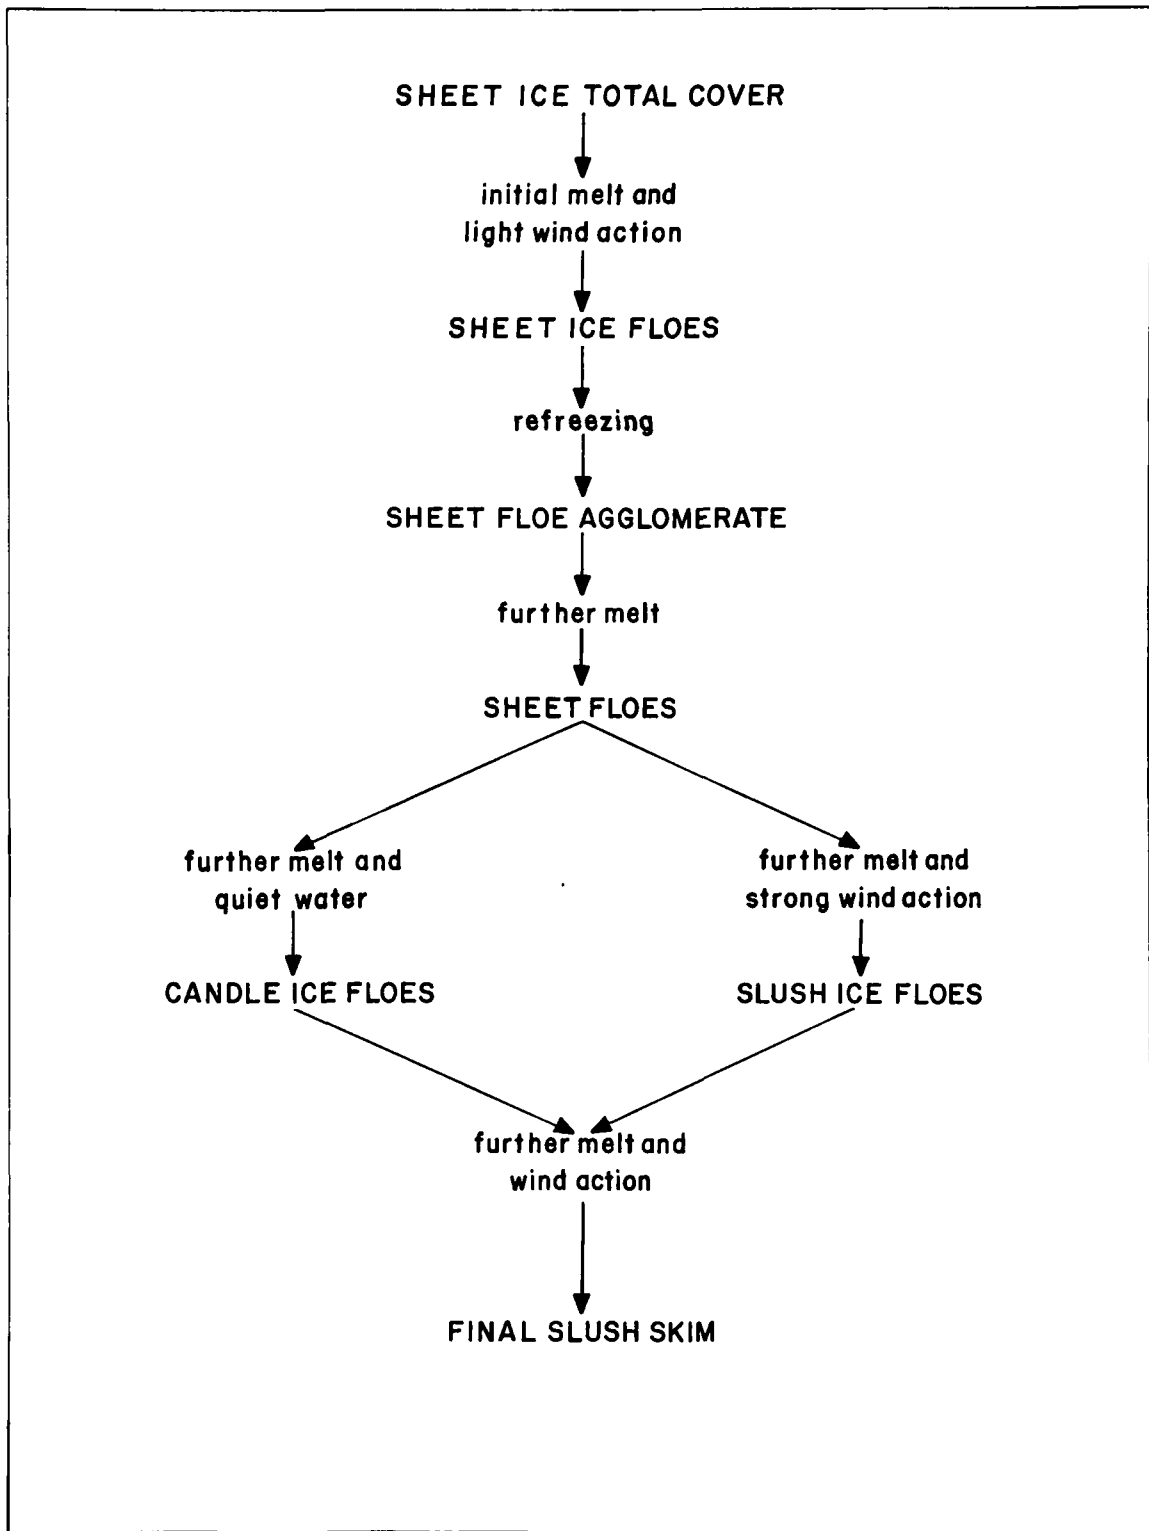 SHEET ICE TOTAL COVER
initial melt and
light wind action
SHEET ICE FLOES
refreezing
SHEET FLOE AGGLOMERATE
further melt
SHEET FLOES
further melt and
quiet water
further melt and
strong wind action
CANDLE ICE FLOES
SLUSH ICE FLOES
further melt and
wind action
FINAL SLUSH SKIM